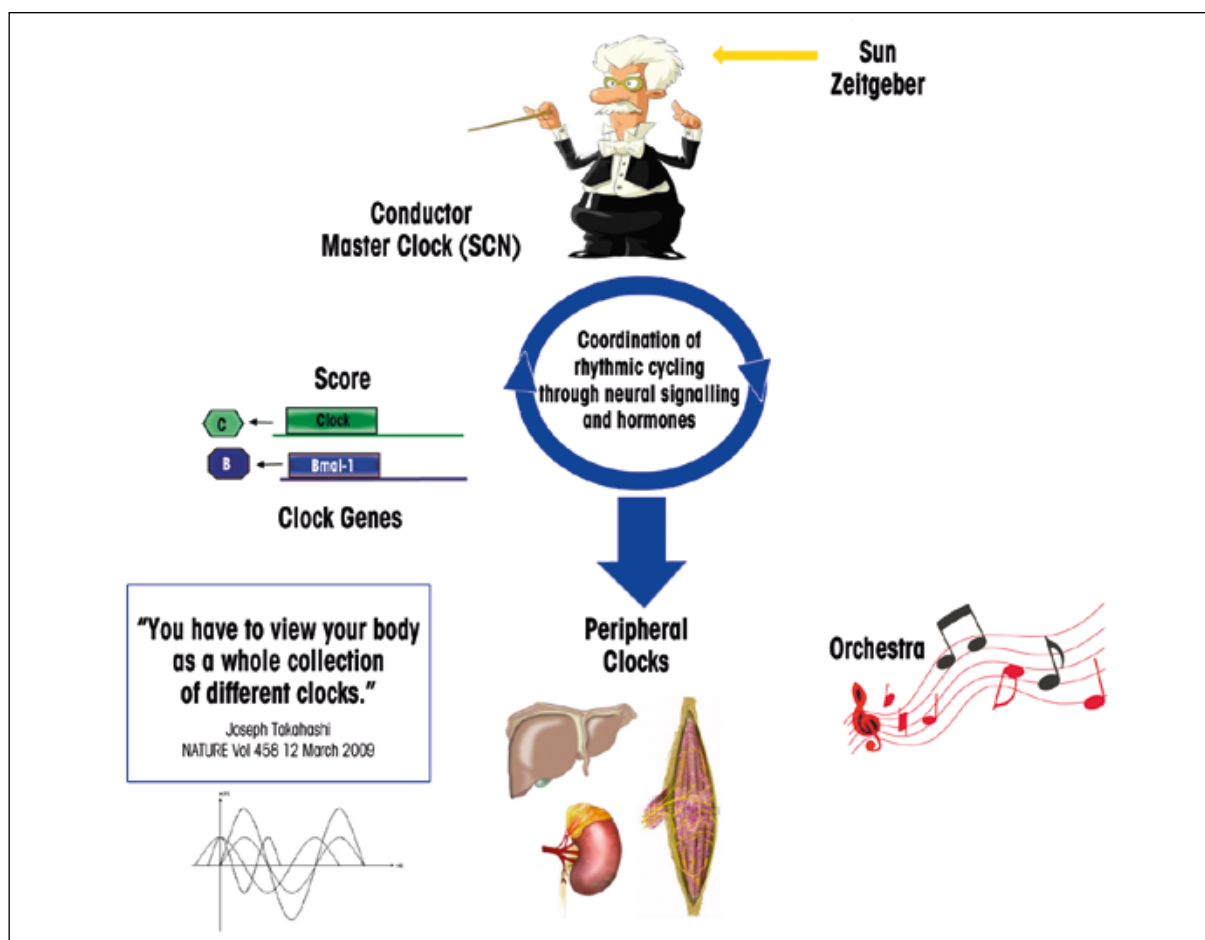 Sun
Zeitgeber
Conductor
Master Clock (SCN)
Coordination of
rhythmic cycling
through neural signalling
and hormones
Score
C
Clock
B
Bmal-1
Clock Genes
"You have to view your body
as a whole collection
of different clocks."
Joseph Takahashi
NATURE Vol 458 12 March 2009
Peripheral
Clocks
Orchestra